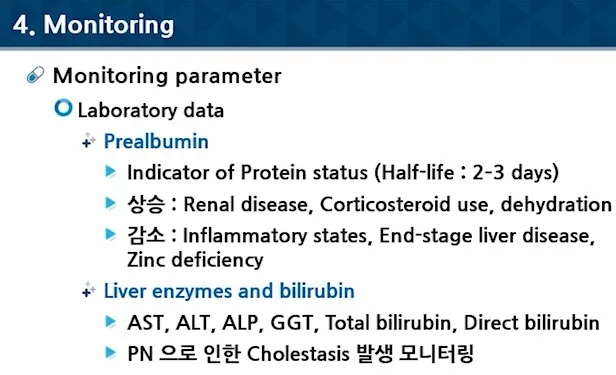 4. Monitoring
Monitoring parameter
Laboratory data
Prealbumin
Indicator of Protein status (Half-life : 2-3 days)
상승 : Renal disease, Corticosteroid use, dehydration
감소 : Inflammatory states, End-stage liver disease,
Zinc deficiency
Liver enzymes and bilirubin
AST, ALT, ALP, GGT, Total bilirubin, Direct bilirubin
PN 으로 인한 Cholestasis 발생 모니터링